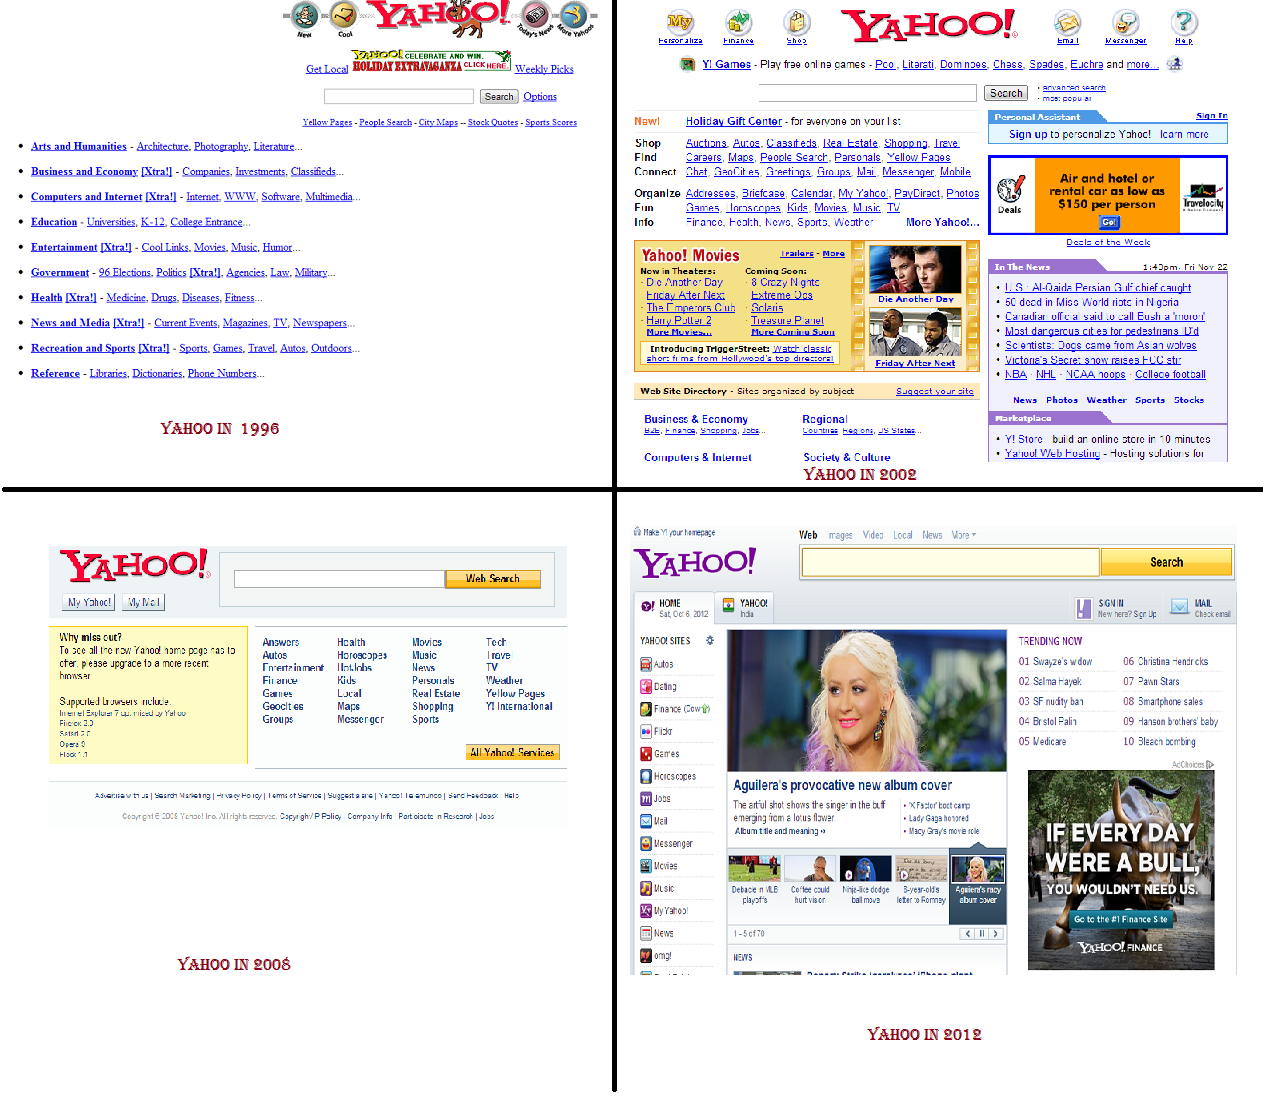 New
Cool
YAHOO!
Today's News
More Yahoos
Get Local
YAHOO! CELEBRATE AND WIN.
HOLIDAY EXTRAVAGANZA CLICK HERE.
Weekly Picks
Search Options
Yellow Pages - People Search - City Maps -- Stock Quotes - Sports Scores
• Arts and Humanities - Architecture, Photography, Literature...
• Business and Economy [Xtra!] - Companies, Investments, Classifieds...
• Computers and Internet [Xtra!] - Internet, WWW, Software, Multimedia...
• Education - Universities, K-12, College Entrance...
• Entertainment [Xtra!] - Cool Links, Movies, Music, Humor...
• Government - 96 Elections, Politics [Xtra!], Agencies, Law, Military...
• Health [Xtra!] - Medicine, Drugs, Diseases, Fitness...
• News and Media [Xtra!] - Current Events, Magazines, TV, Newspapers...
• Recreation and Sports [Xtra!] - Sports, Games, Travel, Autos, Outdoors...
• Reference - Libraries, Dictionaries, Phone Numbers...
YAHOO IN 1996
My
Personalize
Finance
Shop
YAHOO!
Email
Messenger
Help
Y! Games - Play free online games - Pool, Literati, Dominoes, Chess, Spades, Euchre and more...
Search
• advanced search
• most popular
New! Holiday Gift Center - for everyone on your list
Shop Auctions, Autos, Classifieds, Real Estate, Shopping, Travel
Find Careers, Maps, People Search, Personals, Yellow Pages
Connect Chat, GeoCities, Greetings, Groups, Mail, Messenger, Mobile
Organize Addresses, Briefcase, Calendar, My Yahoo!, PayDirect, Photos
Fun Games, Horoscopes, Kids, Movies, Music, TV
Info Finance, Health, News, Sports, Weather More Yahoo!...
Yahoo! Movies
Trailers - More
Now in Theaters:
· Die Another Day
· Friday After Next
· The Emperors Club
· Harry Potter 2
More Movies...
Coming Soon:
· 8 Crazy Nights
· Extreme Ops
· Solaris
· Treasure Planet
More Coming Soon
Introducing TriggerStreet: Watch classic
short films from Hollywood's top directors!
Die Another Day
Friday After Next
Web Site Directory - Sites organized by subject Suggest your site
Business & Economy
B2B, Finance, Shopping, Jobs...
Regional
Countries, Regions, US States...
Computers & Internet
Society & Culture
Personal Assistant Sign In
Sign up to personalize Yahoo! learn more
Deals
Air and hotel or
rental car as low as
$150 per person
Go!
Travelocity
Deals of the Week
In The News 1:40pm, Fri Nov 22
• U.S.: Al-Qaida Persian Gulf chief caught
• 50 dead in Miss World riots in Nigeria
• Canadian official said to call Bush a 'moron'
• Most dangerous cities for pedestrians ID'd
• Scientists: Dogs came from Asian wolves
• Victoria's Secret show raises FCC stir
• NBA · NHL · NCAA hoops · College football
News Photos Weather Sports Stocks
Marketplace
• Y! Store - build an online store in 10 minutes
• Yahoo! Web Hosting - Hosting solutions for
YAHOO IN 2002
YAHOO!
My Yahoo! My Mail
Web Search
Why miss out?
To see all the new Yahoo! home page has to
offer, please upgrade to a more recent
browser.
Supported browsers include:
Internet Explorer 7 optimized by Yahoo
Firefox 2.0
Safari 2.0
Opera 9
Flock 1.1
Answers Health Movies Tech
Autos Horoscopes Music Travel
Entertainment HotJobs News TV
Finance Kids Personals Weather
Games Local Real Estate Yellow Pages
Geocities Maps Shopping Y! International
Groups Messenger Sports
All Yahoo! Services
Advertise with us | Search Marketing | Privacy Policy | Terms of Service | Suggest a site | Yahoo! Telemundo | Send Feedback | Help
Copyright © 2008 Yahoo! Inc. All rights reserved. Copyright/IP Policy | Company Info | Participate in Research | Jobs
YAHOO IN 2008
Make Y! your homepage
YAHOO!
Web Images Video Local News More
Search
Y! HOME
Sat, Oct 6, 2012
YAHOO!
India
SIGN IN
New here? Sign Up
MAIL
Check email
YAHOO! SITES
Autos
Dating
Finance (Dow)
Flickr
Games
Horoscopes
Jobs
Mail
Messenger
Movies
Music
My Yahoo!
News
omg!
Aguilera's provocative new album cover
The artful shot shows the singer in the buff
emerging from a lotus flower.
Album title and meaning »
• 'X Factor' boot camp
• Lady Gaga honored
• Macy Gray's movie role
Debacle in MLB
playoffs
Coffee could
hurt vision
Ninja-like dodge
ball move
8-year-old's
letter to Romney
Aguilera's racy
album cover
1 - 5 of 70
NEWS
TRENDING NOW
01 Swayze's widow
02 Salma Hayek
03 SF nudity ban
04 Bristol Palin
05 Medicare
06 Christina Hendricks
07 Pawn Stars
08 Smartphone sales
09 Hanson brothers' baby
10 Bleach bombing
AdChoices
IF EVERY DAY
WERE A BULL,
YOU WOULDN'T NEED US.
Go to the #1 Finance Site
YAHOO! FINANCE
YAHOO IN 2012